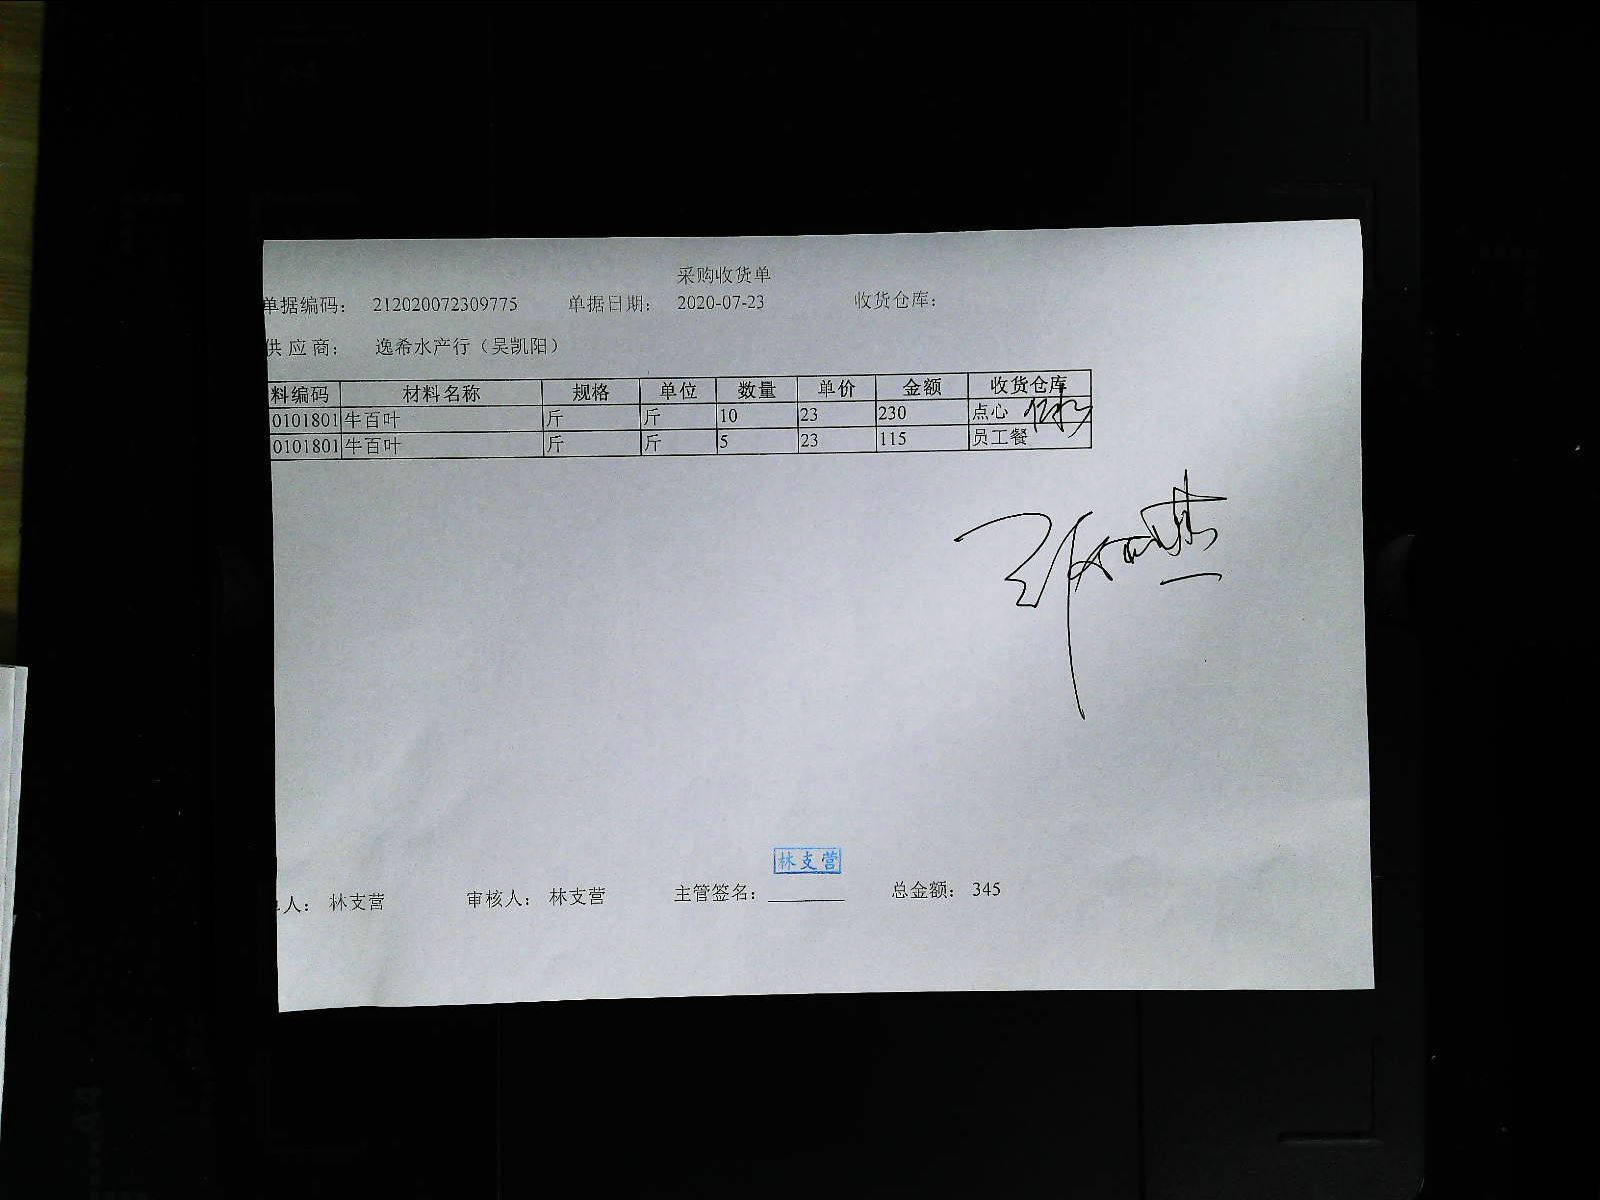 采购收货单
单据编码： 212020072309775 单据日期： 2020-07-23 收货仓库：
供应商： 逸希水产行（吴凯阳）
料编码 材料名称 规格 单位 数量 单价 金额 收货仓库
0101801 牛百叶 斤 斤 10 23 230 点心
0101801 牛百叶 斤 斤 5 23 115 员工餐
林支营
人： 林支营 审核人： 林支营 主管签名： 总金额： 345